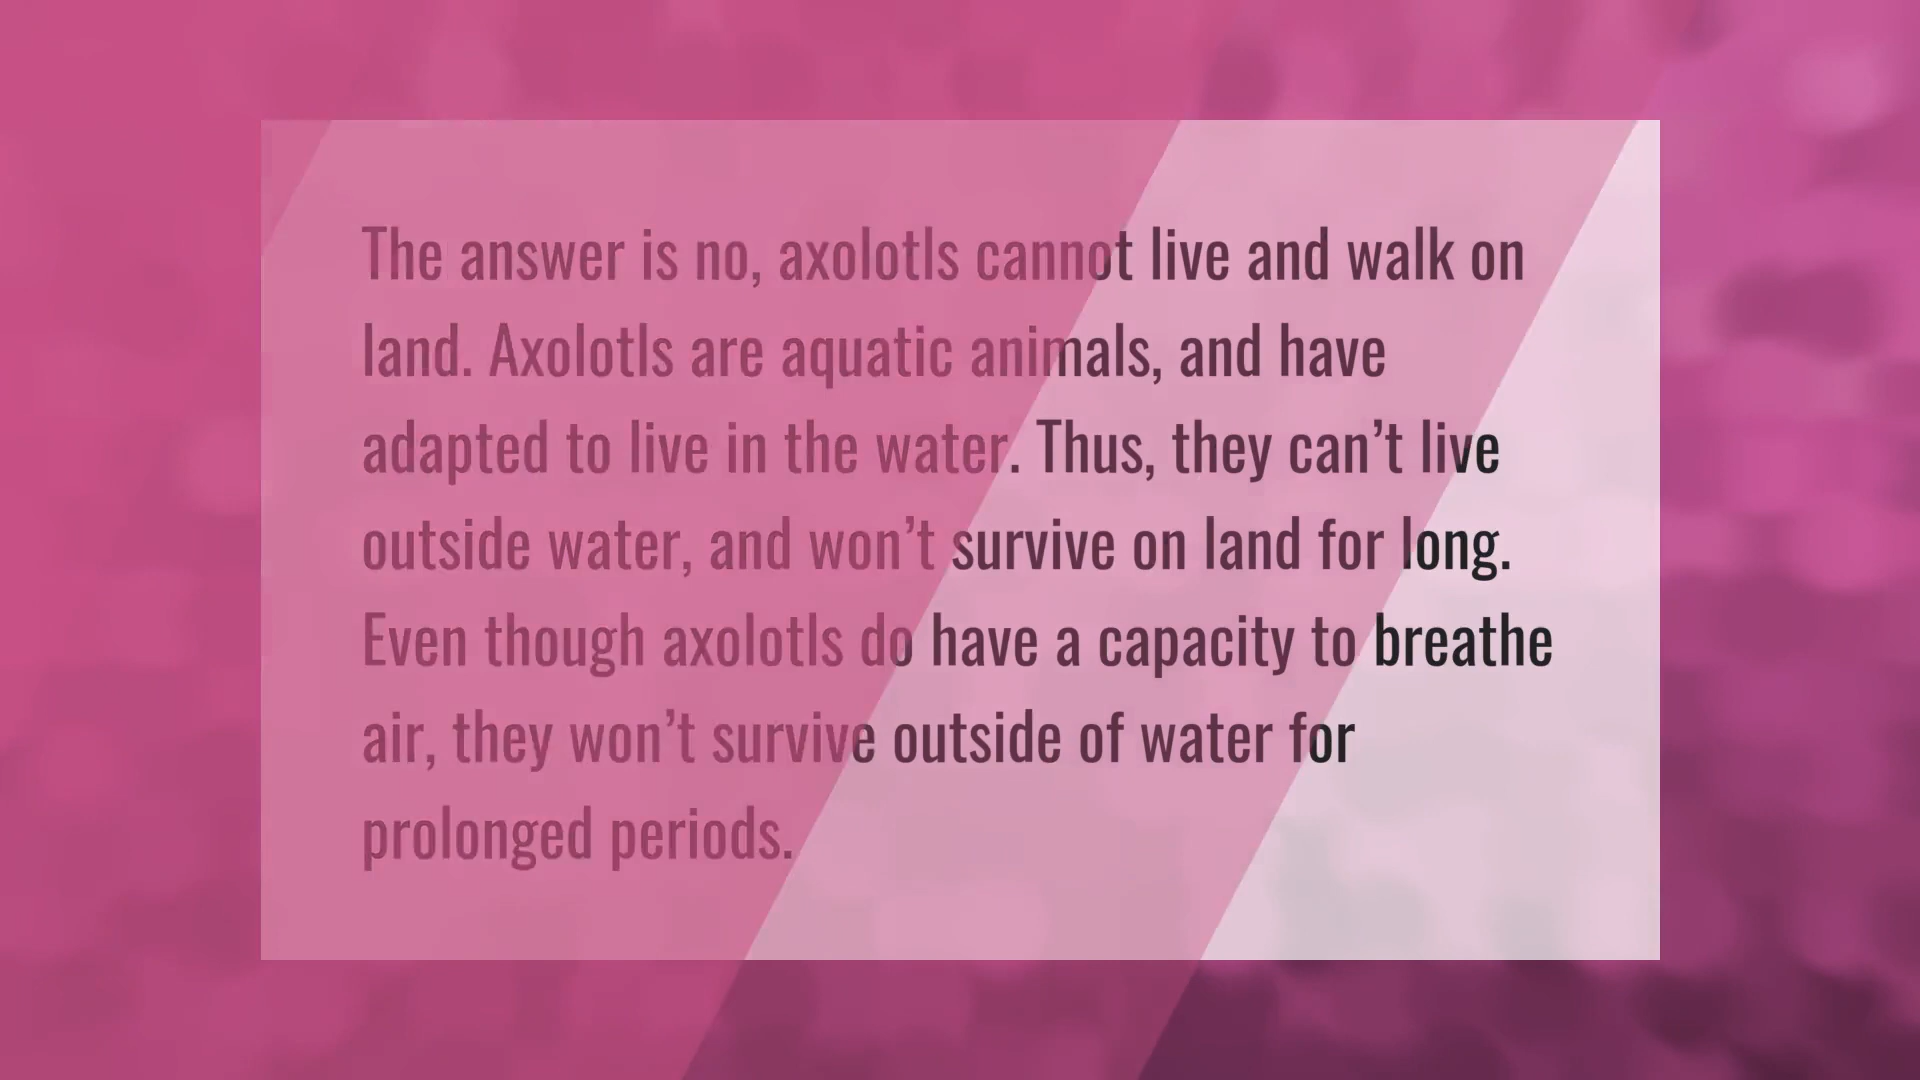 The answer is no, axolotls cannot live and walk on
land. Axolotls are aquatic animals, and have
adapted to live in the water. Thus, they can’t live
outside water, and won’t survive on land for long.
Even though axolotls do have a capacity to breathe
air, they won’t survive outside of water for
prolonged periods.